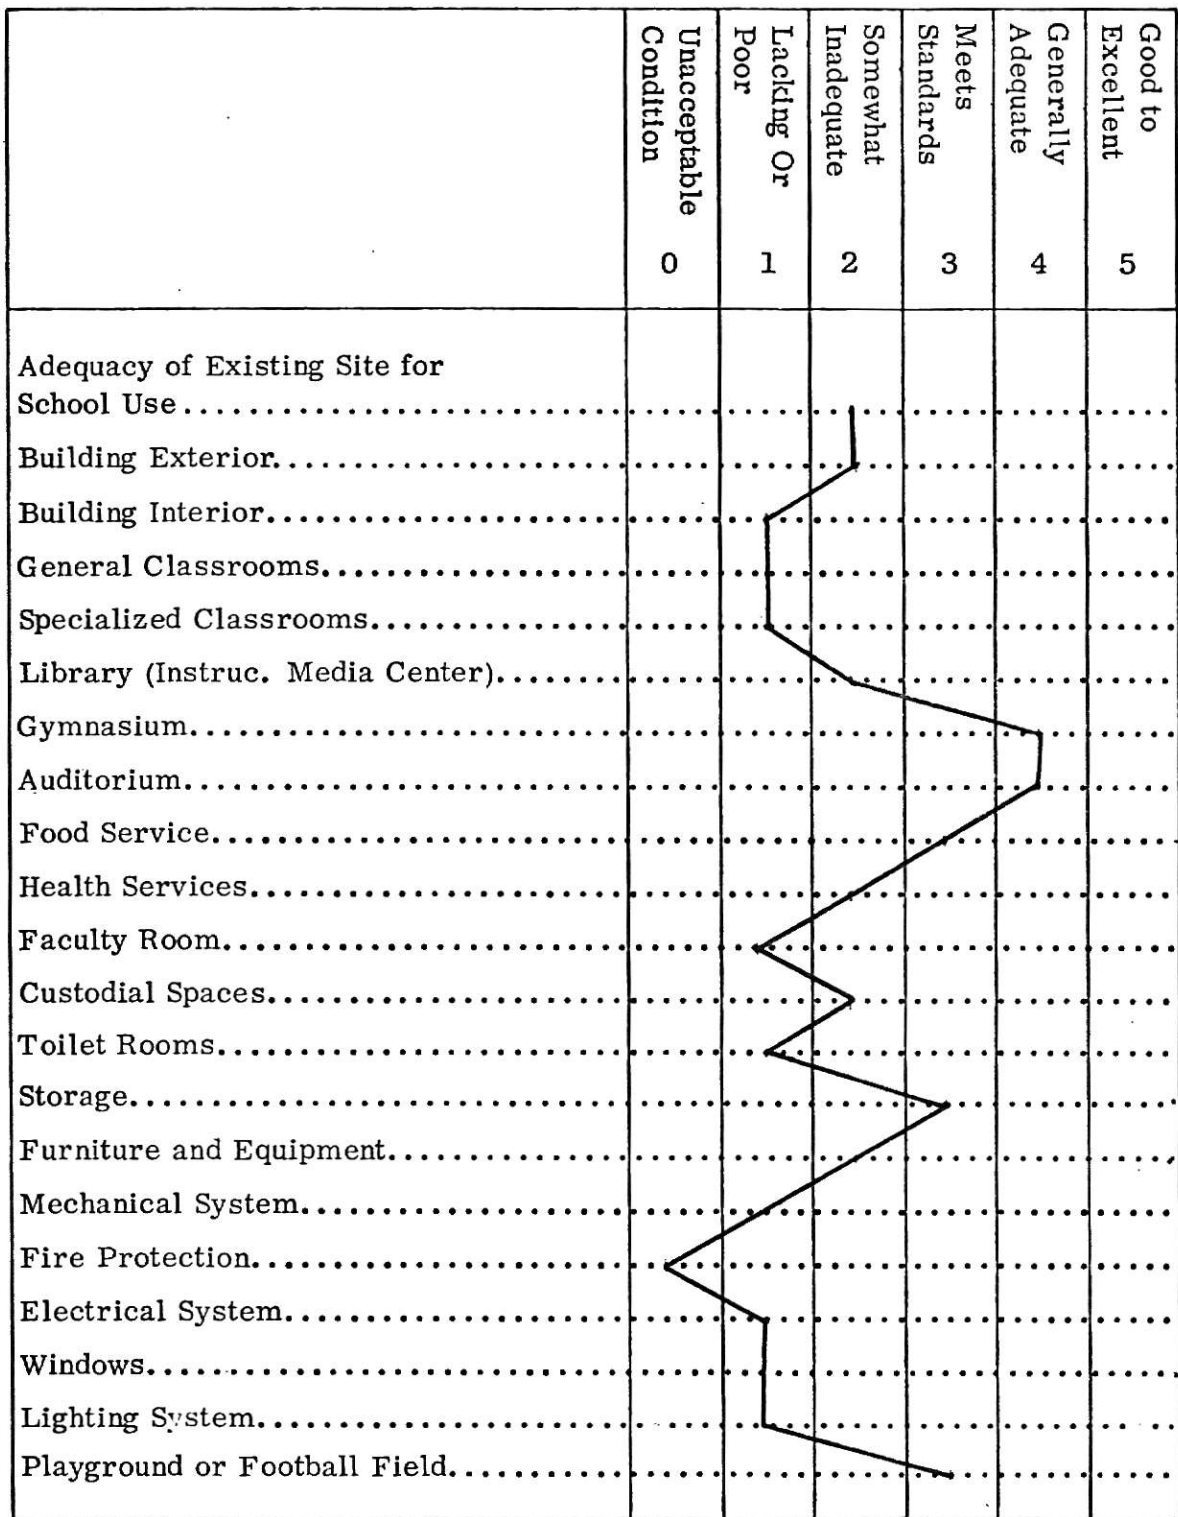 Unacceptable
Condition
0
Lacking Or
Poor
1
Somewhat
Inadequate
2
Meets
Standards
3
Generally
Adequate
4
Good to
Excellent
5
Adequacy of Existing Site for
School Use
Building Exterior
Building Interior
General Classrooms
Specialized Classrooms
Library (Instruc. Media Center)
Gymnasium
Auditorium
Food Service
Health Services
Faculty Room
Custodial Spaces
Toilet Rooms
Storage
Furniture and Equipment
Mechanical System
Fire Protection
Electrical System
Windows
Lighting System
Playground or Football Field